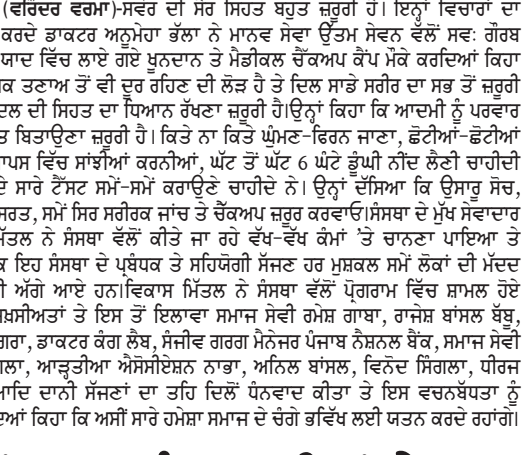 (ਵਰਿੰਦਰ ਵਰਮਾ)-ਸਵੇਰ ਦੀ ਸੈਰ ਸਿਹਤ ਬਹੁਤ ਜ਼ਰੂਰੀ ਹੈ। ਇਨ੍ਹਾਂ ਵਿਚਾਰਾਂ ਦਾ
ਕਰਦੇ ਡਾਕਟਰ ਅਨੁਮੇਹਾ ਭੱਲਾ ਨੇ ਮਾਨਵ ਸੇਵਾ ਉੱਤਮ ਸੇਵਨ ਵੱਲੋਂ ਸਵਃ ਗੌਰਬ
ਯਾਦ ਵਿੱਚ ਲਾਏ ਗਏ ਖੂਨਦਾਨ ਤੇ ਮੈਡੀਕਲ ਚੈੱਕਅਪ ਕੈਂਪ ਮੌਕੇ ਕਰਦਿਆਂ ਕਿਹਾ
ਕ ਤਣਾਅ ਤੋਂ ਵੀ ਦੂਰ ਰਹਿਣ ਦੀ ਲੋੜ ਹੈ ਤੇ ਦਿਲ ਸਾਡੇ ਸਰੀਰ ਦਾ ਸਭ ਤੋਂ ਜ਼ਰੂਰੀ
ਦਲ ਦੀ ਸਿਹਤ ਦਾ ਧਿਆਨ ਰੱਖਣਾ ਜ਼ਰੂਰੀ ਹੈ।ਉਨ੍ਹਾਂ ਕਿਹਾ ਕਿ ਆਦਮੀ ਨੂੰ ਪਰਵਾਰ
ਤ ਬਿਤਾਉਣਾ ਜ਼ਰੂਰੀ ਹੈ। ਕਿਤੇ ਨਾ ਕਿਤੇ ਘੁੰਮਣ-ਫਿਰਨ ਜਾਣਾ, ਛੋਟੀਆਂ-ਛੋਟੀਆਂ
ਾਪਸ ਵਿੱਚ ਸਾਂਝੀਆਂ ਕਰਨੀਆਂ, ਘੱਟ ਤੋਂ ਘੱਟ 6 ਘੰਟੇ ਡੂੰਘੀ ਨੀਂਦ ਲੈਣੀ ਚਾਹੀਦੀ
ਦੇ ਸਾਰੇ ਟੈੱਸਟ ਸਮੇਂ-ਸਮੇਂ ਕਰਾਉਣੇ ਚਾਹੀਦੇ ਨੇ। ਉਨ੍ਹਾਂ ਦੱਸਿਆ ਕਿ ਉਸਾਰੂ ਸੋਚ,
ਸਰਤ, ਸਮੇਂ ਸਿਰ ਸਰੀਰਕ ਜਾਂਚ ਤੇ ਚੈੱਕਅਪ ਜ਼ਰੂਰ ਕਰਵਾਓ।ਸੰਸਥਾ ਦੇ ਮੁੱਖ ਸੇਵਾਦਾਰ
ਮਿੱਤਲ ਨੇ ਸੰਸਥਾ ਵੱਲੋਂ ਕੀਤੇ ਜਾ ਰਹੇ ਵੱਖ-ਵੱਖ ਕੰਮਾਂ 'ਤੇ ਚਾਨਣਾ ਪਾਇਆ ਤੇ
ਕ ਇਹ ਸੰਸਥਾ ਦੇ ਪ੍ਰਬੰਧਕ ਤੇ ਸਹਿਯੋਗੀ ਸੱਜਣ ਹਰ ਮੁਸ਼ਕਲ ਸਮੇਂ ਲੋਕਾਂ ਦੀ ਮੱਦਦ
ੀ ਅੱਗੇ ਆਏ ਹਨ।ਵਿਕਾਸ ਮਿੱਤਲ ਨੇ ਸੰਸਥਾ ਵੱਲੋਂ ਪ੍ਰੋਗਰਾਮ ਵਿੱਚ ਸ਼ਾਮਲ ਹੋਏ
ਸ਼ਖ਼ਸੀਅਤਾਂ ਤੇ ਇਸ ਤੋਂ ਇਲਾਵਾ ਸਮਾਜ ਸੇਵੀ ਰਮੇਸ਼ ਗਾਬਾ, ਰਾਜੇਸ਼ ਬਾਂਸਲ ਬੱਬੂ,
ਗਰਾ, ਡਾਕਟਰ ਕੰਗ ਲੈਬ, ਸੰਜੀਵ ਗਰਗ ਮੈਨੇਜਰ ਪੰਜਾਬ ਨੈਸ਼ਨਲ ਬੈਂਕ, ਸਮਾਜ ਸੇਵੀ
ਗਲਾ, ਆੜ੍ਹਤੀਆ ਐਸੋਸੀਏਸ਼ਨ ਨਾਭਾ, ਅਨਿਲ ਬਾਂਸਲ, ਵਿਨੋਦ ਸਿੰਗਲਾ, ਧੀਰਜ
ਆਦਿ ਦਾਨੀ ਸੱਜਣਾਂ ਦਾ ਤਹਿ ਦਿਲੋਂ ਧੰਨਵਾਦ ਕੀਤਾ ਤੇ ਇਸ ਵਚਨਬੱਧਤਾ ਨੂੰ
ਦਆਂ ਕਿਹਾ ਕਿ ਅਸੀਂ ਸਾਰੇ ਹਮੇਸ਼ਾ ਸਮਾਜ ਦੇ ਚੰਗੇ ਭਵਿੱਖ ਲਈ ਯਤਨ ਕਰਦੇ ਰਹਾਂਗੇ।